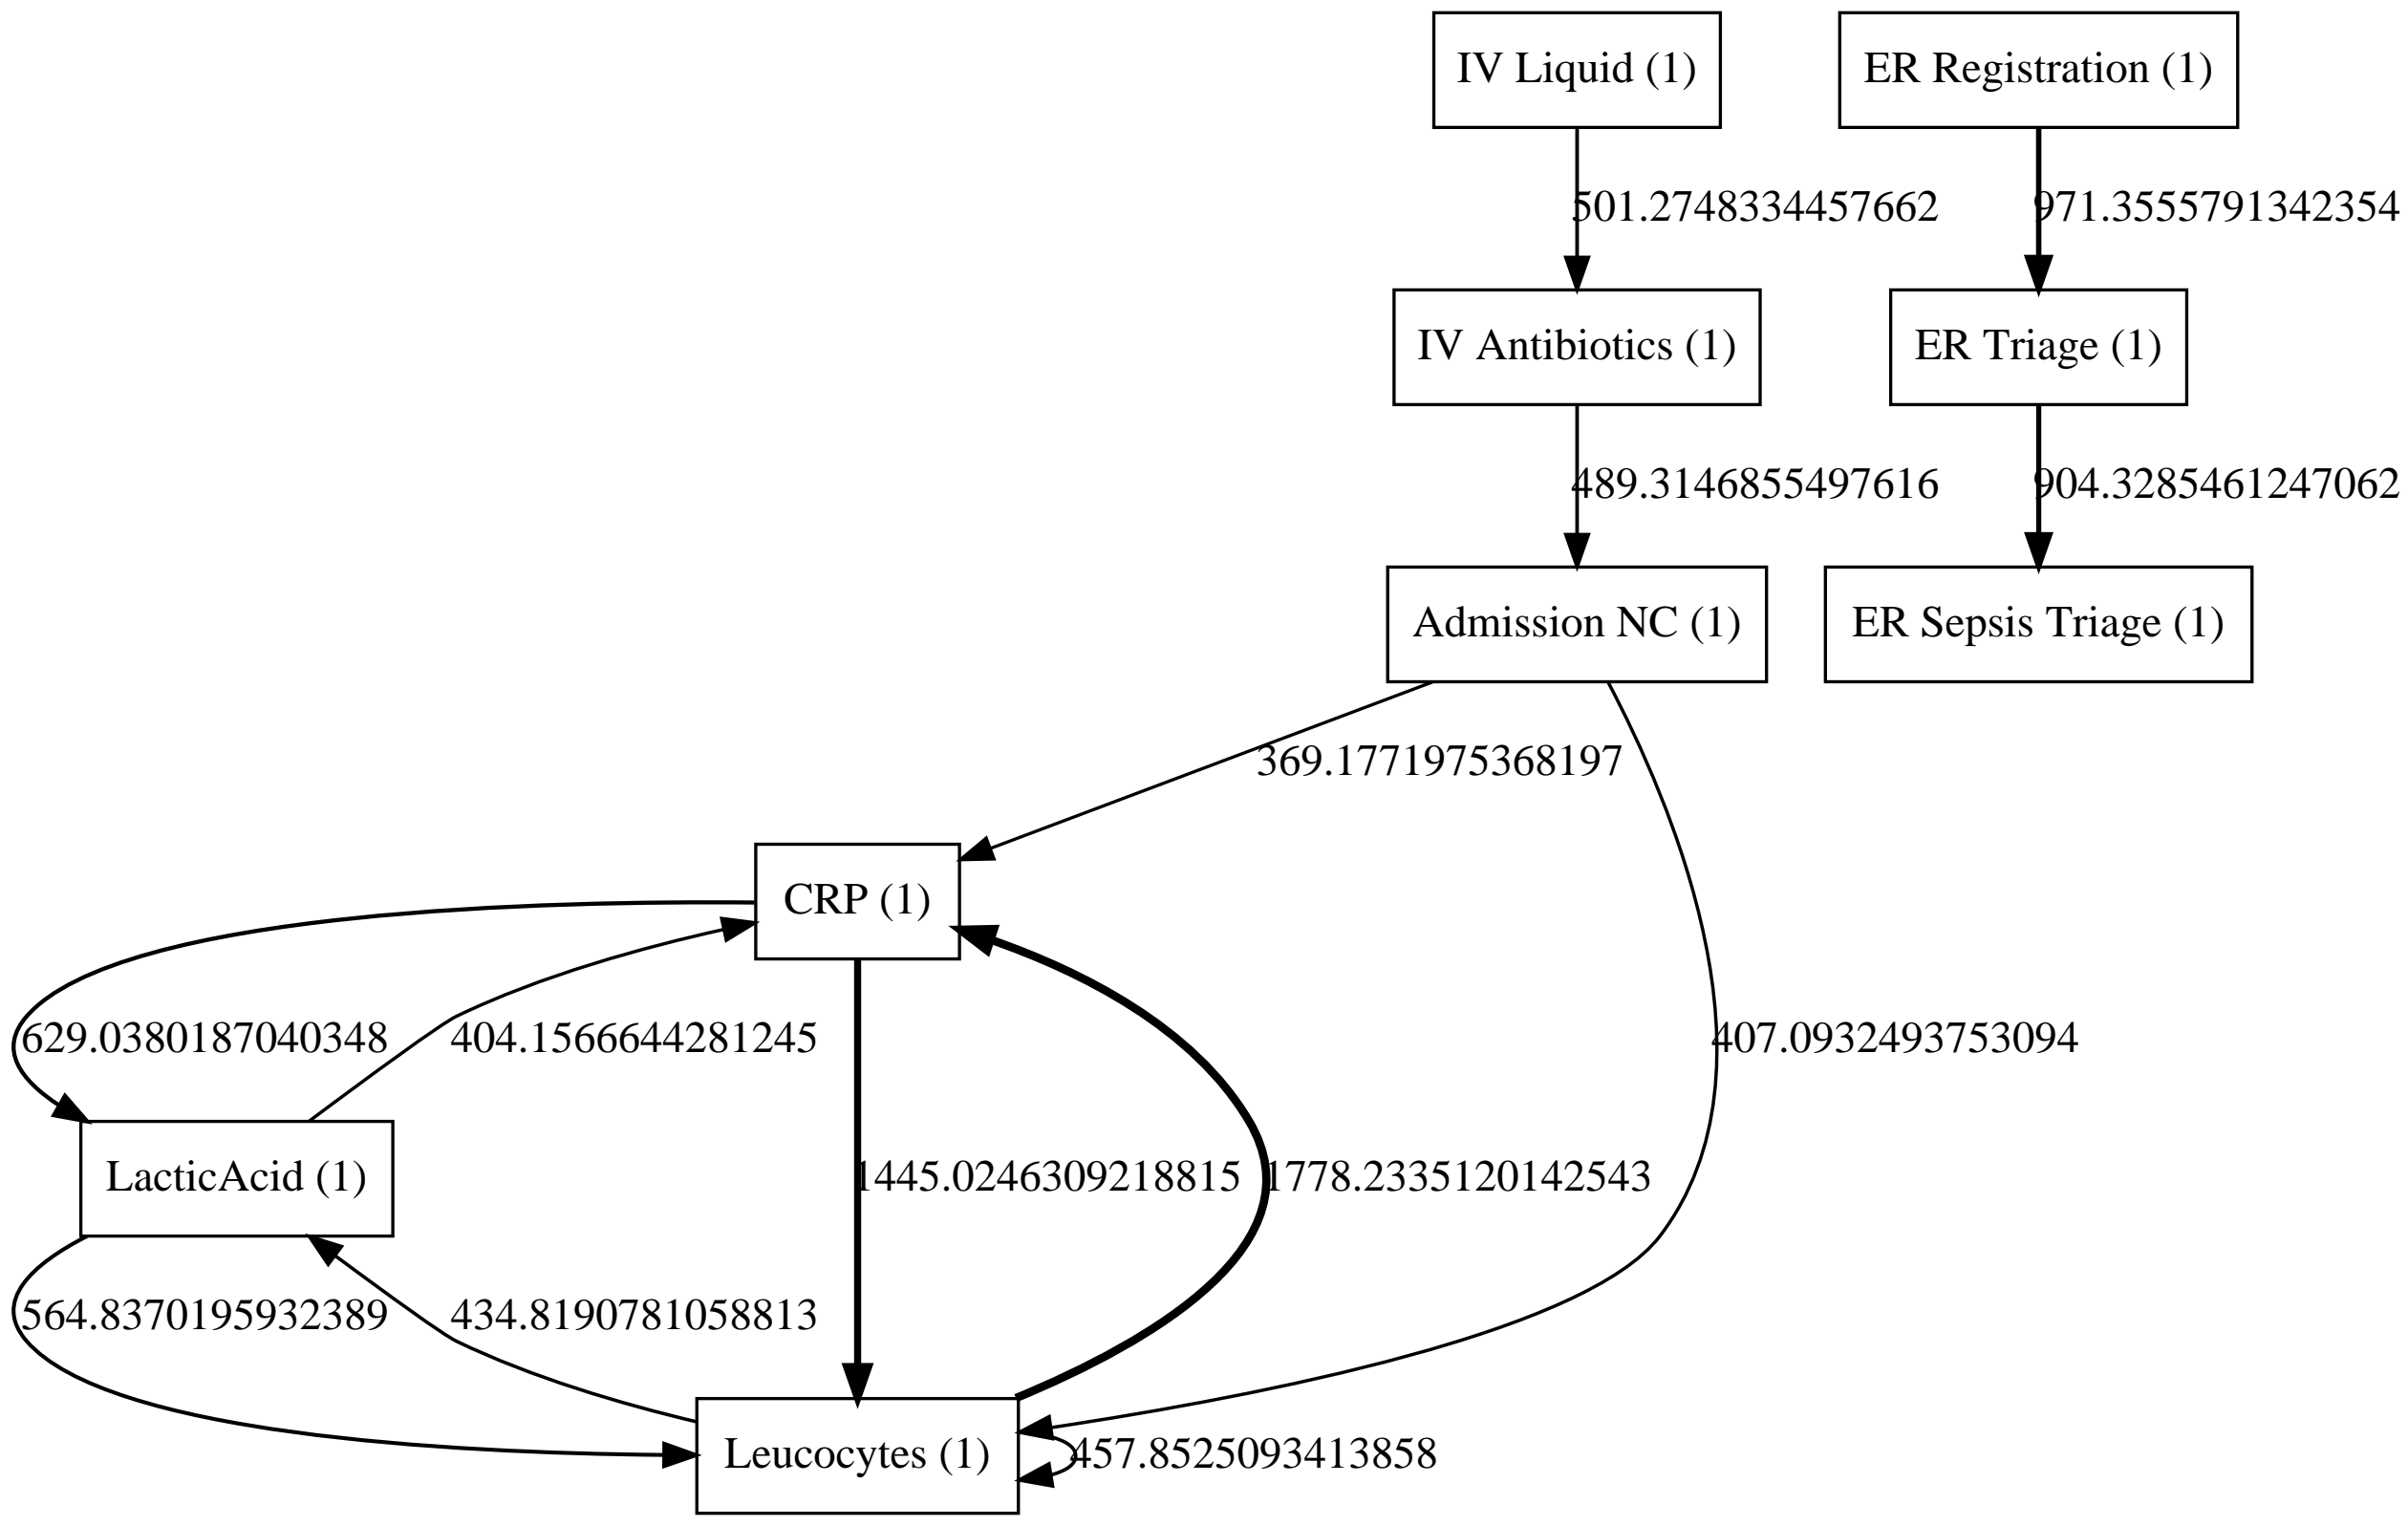 IV Liquid (1)
ER Registration (1)
501.2748334457662
971.3555791342354
IV Antibiotics (1)
ER Triage (1)
489.3146855497616
904.3285461247062
Admission NC (1)
ER Sepsis Triage (1)
369.1771975368197
CRP (1)
629.0380187040348
404.1566644281245
407.0932493753094
LacticAcid (1)
1445.0246309218815
1778.2335120142543
564.8370195932389
434.8190781058813
Leucocytes (1)
457.8525093413858